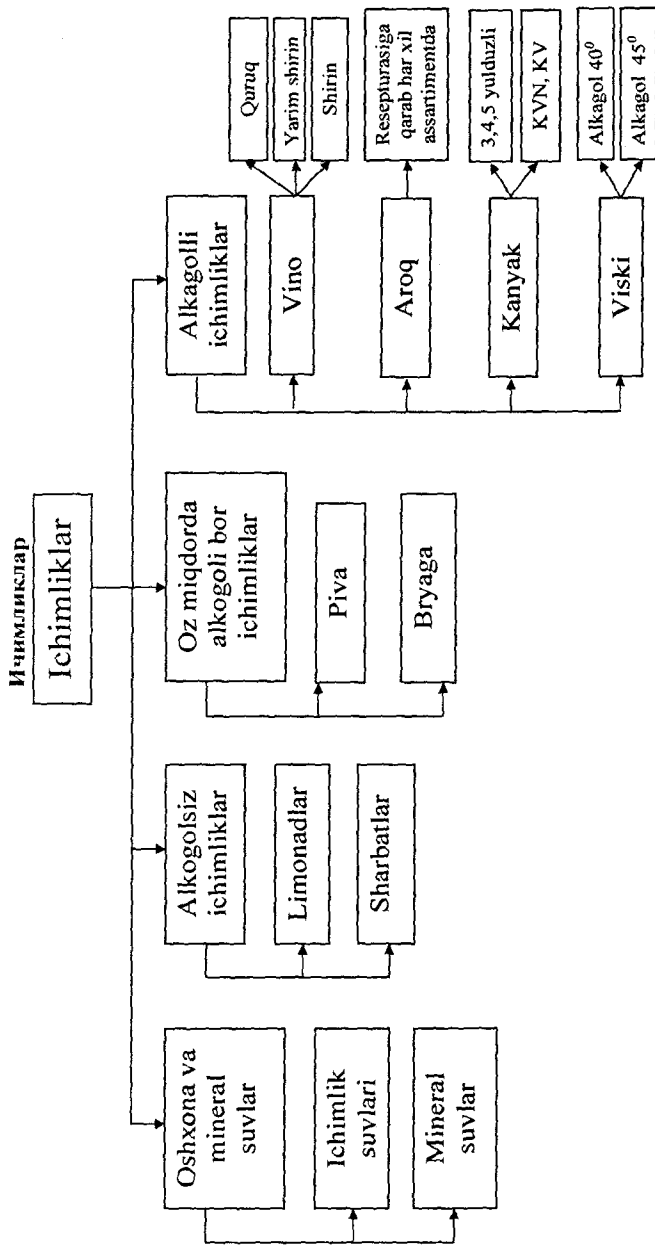 Ичимликлар
Ichimliklar
Oshxona va
mineral
suvlar
Ichimlik
suvlari
Mineral
suvlar
Alkogolsiz
ichimliklar
Limonadlar
Sharbatlar
Oz miqdorda
alkogoli bor
ichimliklar
Piva
Bryaga
Alkagolli
ichimliklar
Vino
Quruq
Yarim shirin
Shirin
Aroq
Resepturasiga
qarab har xil
assartimentda
Kanyak
3,4,5 yulduzli
KVN, KV
Viski
Alkagol 40⁰
Alkagol 45⁰